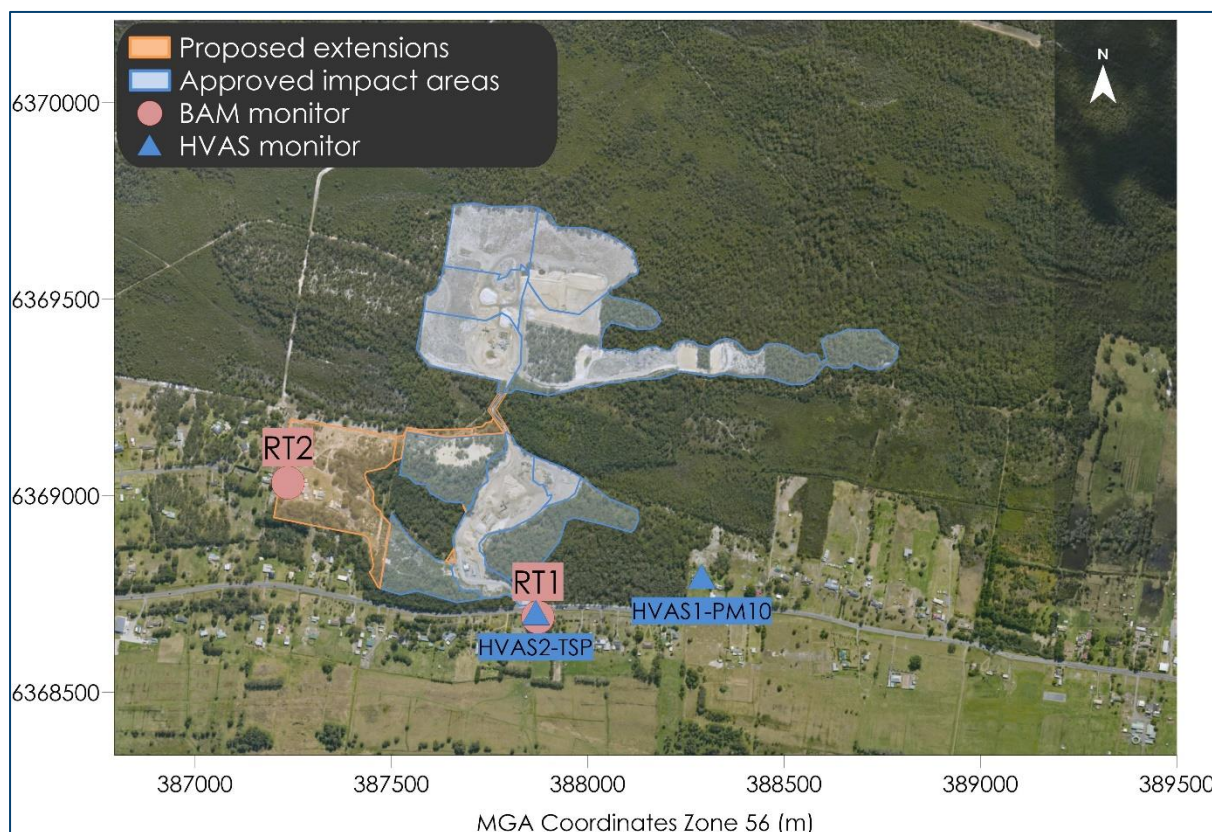 Proposed extensions
Approved impact areas
BAM monitor
HVAS monitor
N
6370000
6369500
RT2
6369000
RT1
HVAS1-PM10
HVAS2-TSP
6368500
387000 387500 388000 388500 389000 389500
MGA Coordinates Zone 56 (m)